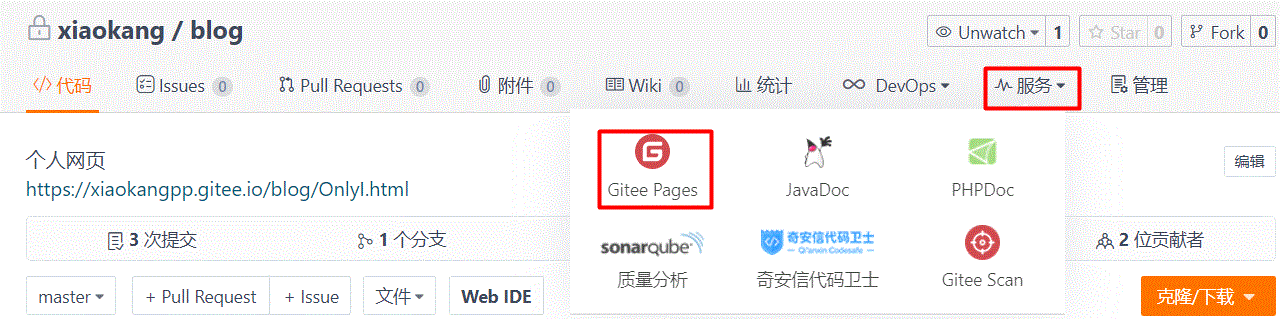 xiaokang / blog
Unwatch 1
Star 0
Fork 0
代码
Issues 0
Pull Requests 0
附件 0
Wiki 0
统计
DevOps
服务
管理
个人网页
https://xiaokangpp.gitee.io/blog/OnlyI.html
编辑
G
Gitee Pages
JavaDoc
PHPDoc
3 次提交
1 个分支
2 位贡献者
sonarqube
质量分析
奇安信代码卫士
Qi'anxin Codesafe
奇安信代码卫士
Gitee Scan
master
+ Pull Request
+ Issue
文件
Web IDE
克隆/下载